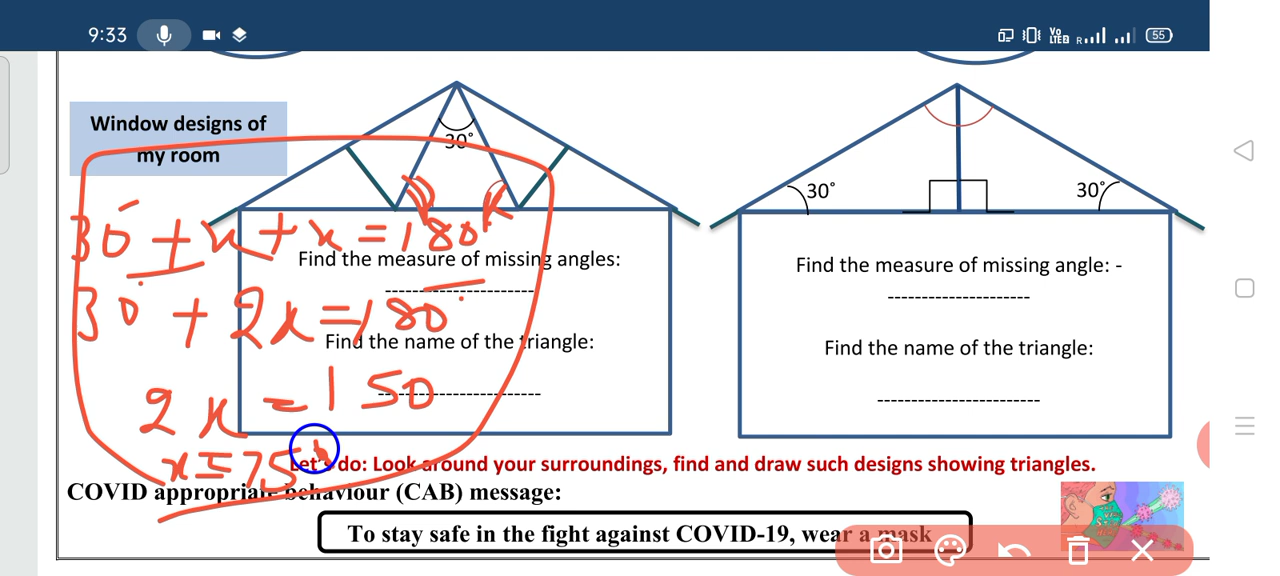 9:33
Vo
LTE2 R
55
Window designs of
my room
30°
30° + x + x = 180°
Find the measure of missing angles:
-----------------------
30° + 2x = 180°
Find the name of the triangle:
2x = 150
-------------------------
x = 75°
30°
30°
Find the measure of missing angle: -
----------------------
Find the name of the triangle:
-------------------------
Let's do: Look around your surroundings, find and draw such designs showing triangles.
COVID appropriate behaviour (CAB) message:
To stay safe in the fight against COVID-19, wear a mask